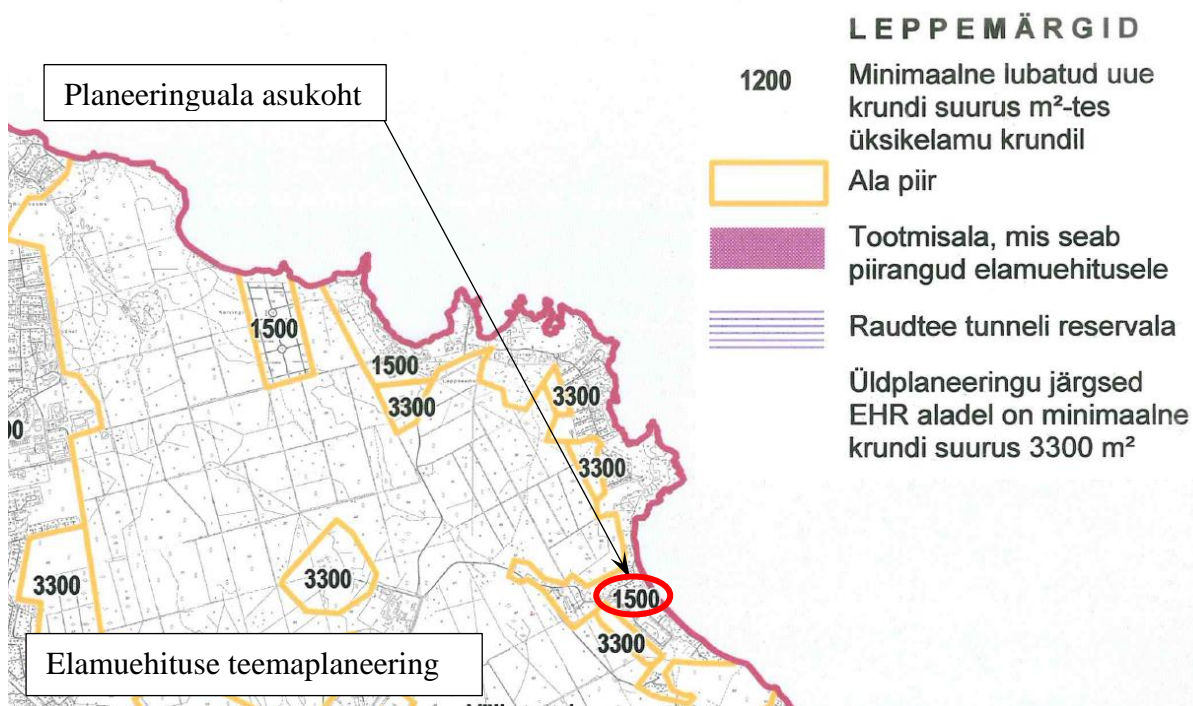 LEPPEMÄRGID
1200
Minimaalne lubatud uue
krundi suurus m²-tes
üksikelamu krundil
Ala piir
Tootmisala, mis seab
piirangud elamuehitusele
Raudtee tunneli reservala
Üldplaneeringu järgsed
EHR aladel on minimaalne
krundi suurus 3300 m²
Planeeringuala asukoht
1500
1500
3300
3300
3300
3300
3300
1500
3300
Elamuehituse teemaplaneering